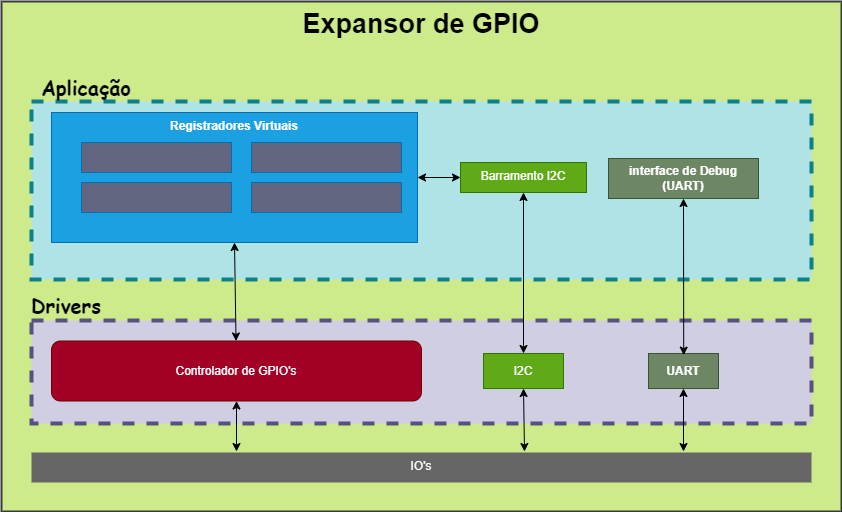 Expansor de GPIO
Aplicação
Registradores Virtuais
Barramento I2C
interface de Debug
(UART)
Drivers
Controlador de GPIO's
I2C
UART
IO's